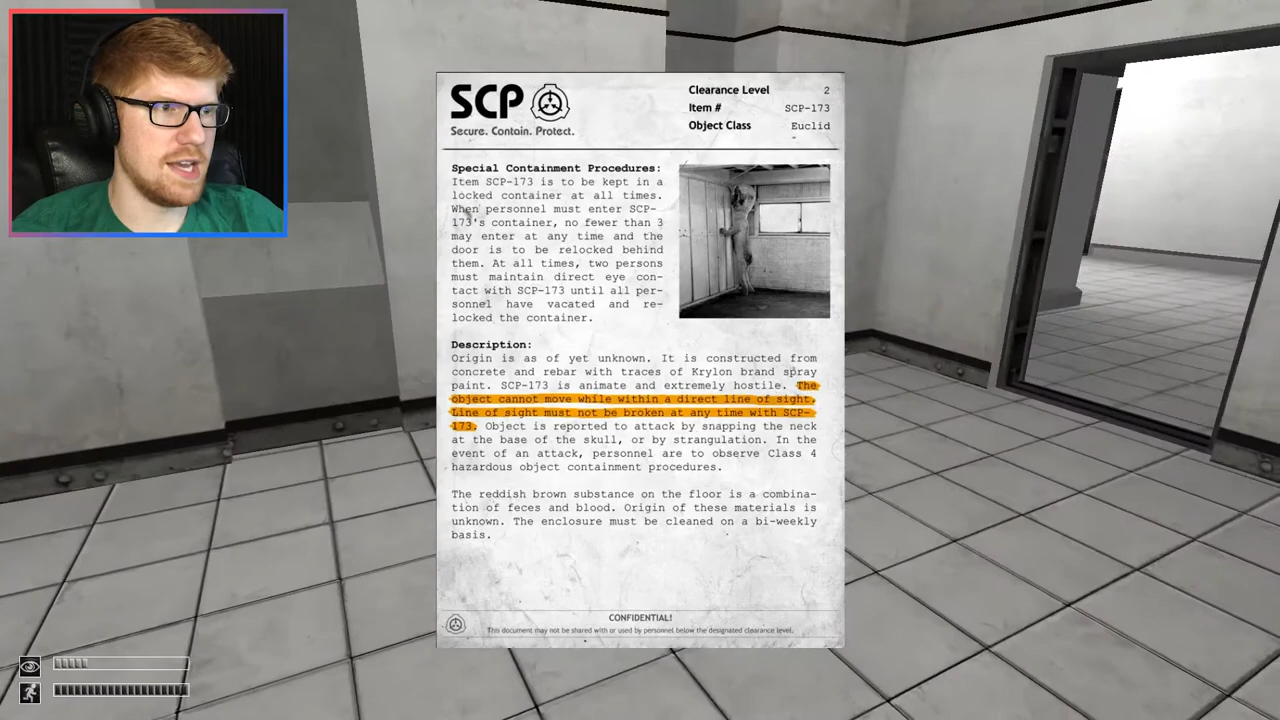 SCP
Secure. Contain. Protect.
Clearance Level 2
Item # SCP-173
Object Class Euclid
Special Containment Procedures:
Item SCP-173 is to be kept in a
locked container at all times.
When personnel must enter SCP-
173's container, no fewer than 3
may enter at any time and the
door is to be relocked behind
them. At all times, two persons
must maintain direct eye con-
tact with SCP-173 until all per-
sonnel have vacated and re-
locked the container.
Description:
Origin is as of yet unknown. It is constructed from
concrete and rebar with traces of Krylon brand spray
paint. SCP-173 is animate and extremely hostile. The
object cannot move while within a direct line of sight.
Line of sight must not be broken at any time with SCP-
173. Object is reported to attack by snapping the neck
at the base of the skull, or by strangulation. In the
event of an attack, personnel are to observe Class 4
hazardous object containment procedures.
The reddish brown substance on the floor is a combina-
tion of feces and blood. Origin of these materials is
unknown. The enclosure must be cleaned on a bi-weekly
basis.
CONFIDENTIAL!
This document may not be shared with or used by personnel below the designated clearance level.